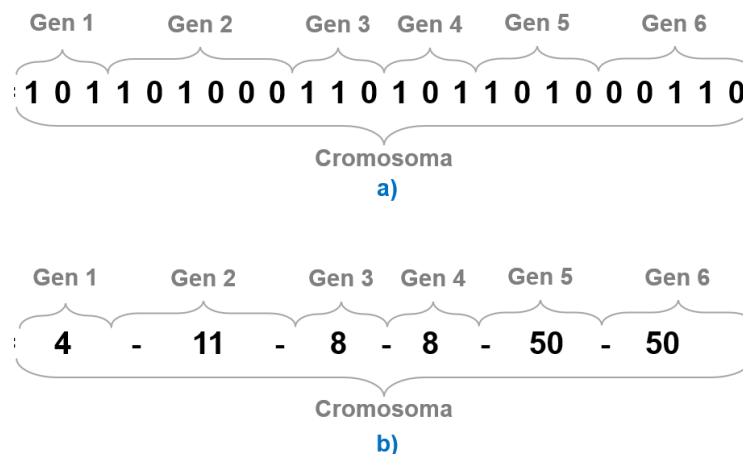 Gen 1 Gen 2 Gen 3 Gen 4 Gen 5 Gen 6
1 0 1 1 0 1 0 0 0 1 1 0 1 0 1 1 0 1 0 0 0 1 1 0
Cromosoma
a)
Gen 1 Gen 2 Gen 3 Gen 4 Gen 5 Gen 6
4 - 11 - 8 - 8 - 50 - 50
Cromosoma
b)